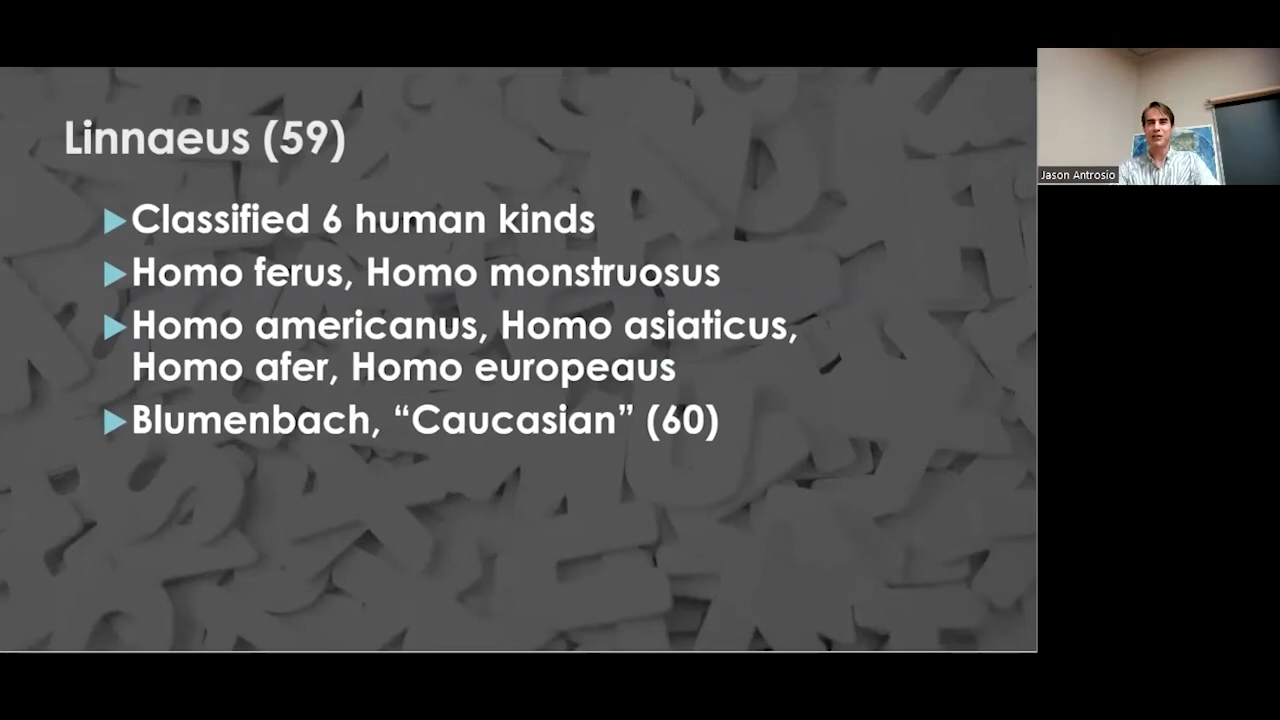 Linnaeus (59)
Classified 6 human kinds
Homo ferus, Homo monstruosus
Homo americanus, Homo asiaticus,
Homo afer, Homo europeaus
Blumenbach, “Caucasian” (60)
Jason Antrosio